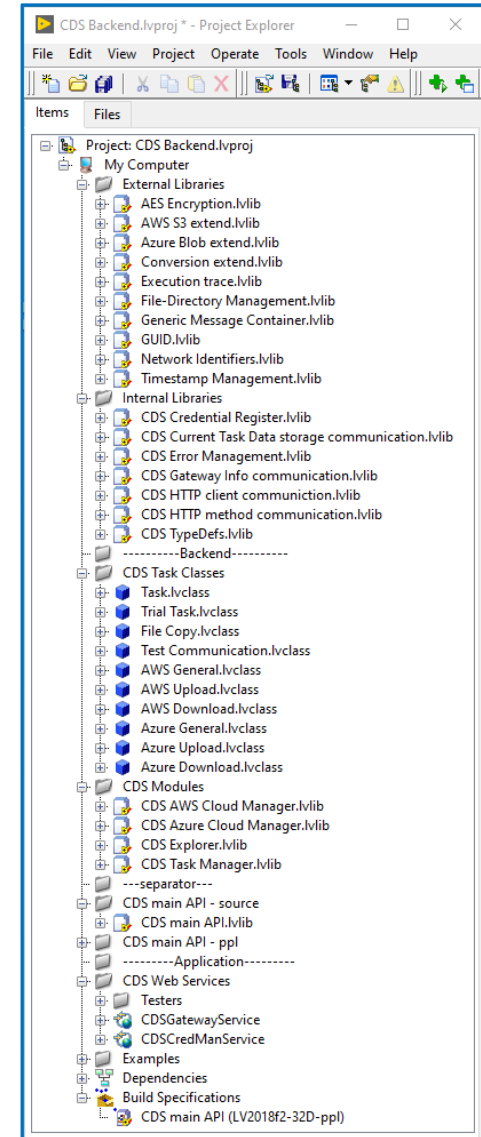 CDS Backend.lvproj * - Project Explorer
File Edit View Project Operate Tools Window Help
Items Files
Project: CDS Backend.lvproj
My Computer
External Libraries
AES Encryption.lvlib
AWS S3 extend.lvlib
Azure Blob extend.lvlib
Conversion extend.lvlib
Execution trace.lvlib
File-Directory Management.lvlib
Generic Message Container.lvlib
GUID.lvlib
Network Identifiers.lvlib
Timestamp Management.lvlib
Internal Libraries
CDS Credential Register.lvlib
CDS Current Task Data storage communication.lvlib
CDS Error Management.lvlib
CDS Gateway Info communication.lvlib
CDS HTTP client communiction.lvlib
CDS HTTP method communication.lvlib
CDS TypeDefs.lvlib
----------Backend----------
CDS Task Classes
Task.lvclass
Trial Task.lvclass
File Copy.lvclass
Test Communication.lvclass
AWS General.lvclass
AWS Upload.lvclass
AWS Download.lvclass
Azure General.lvclass
Azure Upload.lvclass
Azure Download.lvclass
CDS Modules
CDS AWS Cloud Manager.lvlib
CDS Azure Cloud Manager.lvlib
CDS Explorer.lvlib
CDS Task Manager.lvlib
---separator---
CDS main API - source
CDS main API.lvlib
CDS main API - ppl
---------Application---------
CDS Web Services
Testers
CDSGatewayService
CDSCredManService
Examples
Dependencies
Build Specifications
CDS main API (LV2018f2-32D-ppl)